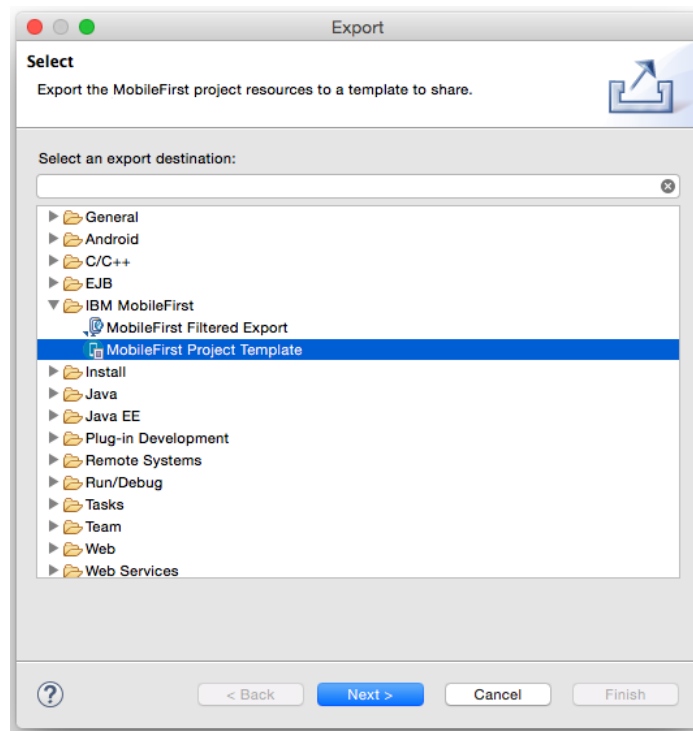 Export
Select
Export the MobileFirst project resources to a template to share.
Select an export destination:
General
Android
C/C++
EJB
IBM MobileFirst
MobileFirst Filtered Export
MobileFirst Project Template
Install
Java
Java EE
Plug-in Development
Remote Systems
Run/Debug
Tasks
Team
Web
Web Services
? < Back Next > Cancel Finish